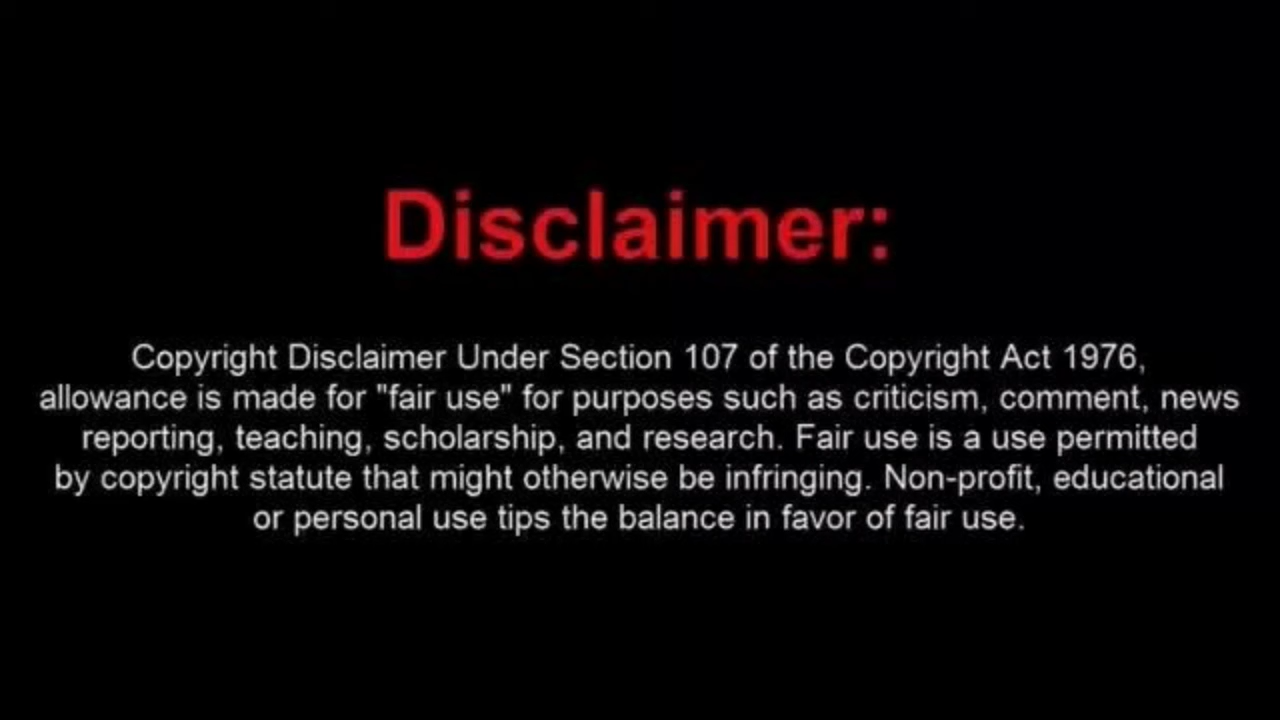 Disclaimer:
Copyright Disclaimer Under Section 107 of the Copyright Act 1976,
allowance is made for "fair use" for purposes such as criticism, comment, news
reporting, teaching, scholarship, and research. Fair use is a use permitted
by copyright statute that might otherwise be infringing. Non-profit, educational
or personal use tips the balance in favor of fair use.